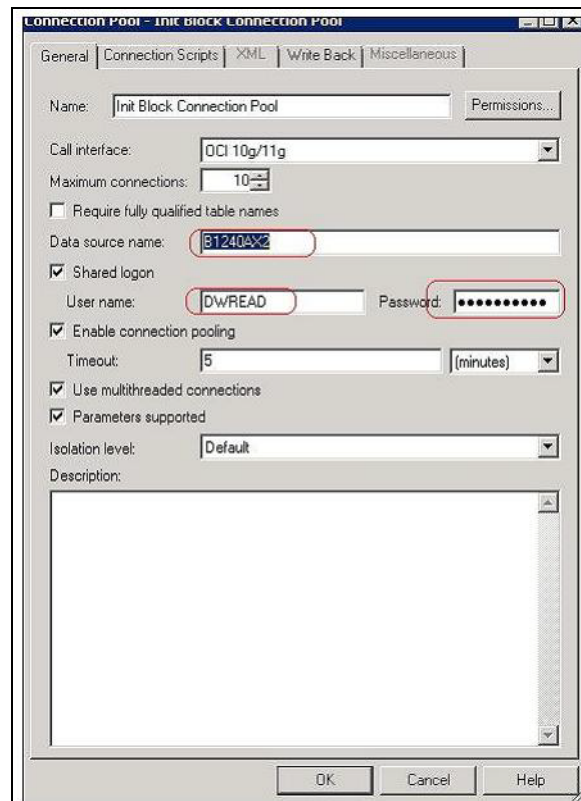 Connection Pool - Init Block Connection Pool
General Connection Scripts XML Write Back Miscellaneous
Name: Init Block Connection Pool Permissions...
Call interface: OCI 10g/11g
Maximum connections: 10
Require fully qualified table names
Data source name: B1240AX2
Shared logon
User name: DWREAD Password: ●●●●●●●●●●
Enable connection pooling
Timeout: 5 (minutes)
Use multithreaded connections
Parameters supported
Isolation level: Default
Description:
OK Cancel Help